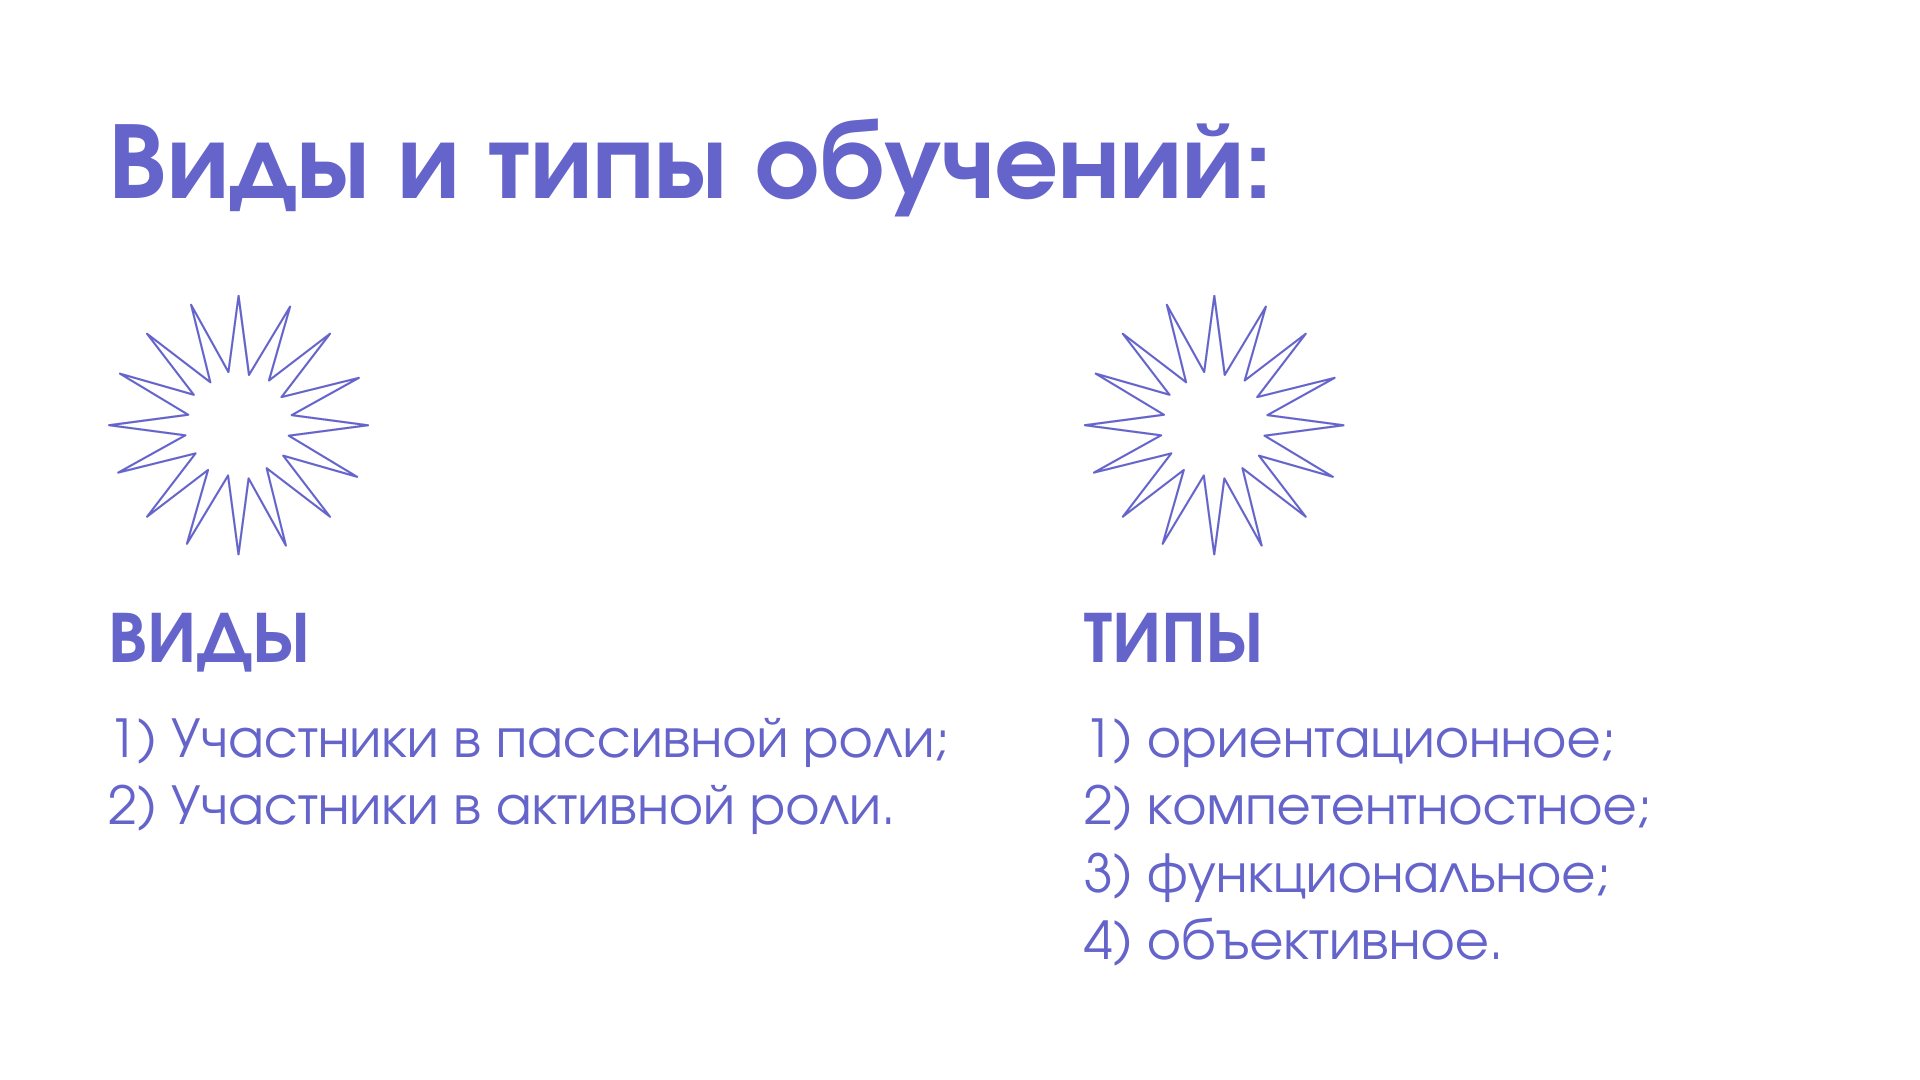 Виды и типы обучений:
ВИДЫ
1) Участники в пассивной роли;
2) Участники в активной роли.
ТИПЫ
1) ориентационное;
2) компетентностное;
3) функциональное;
4) объективное.